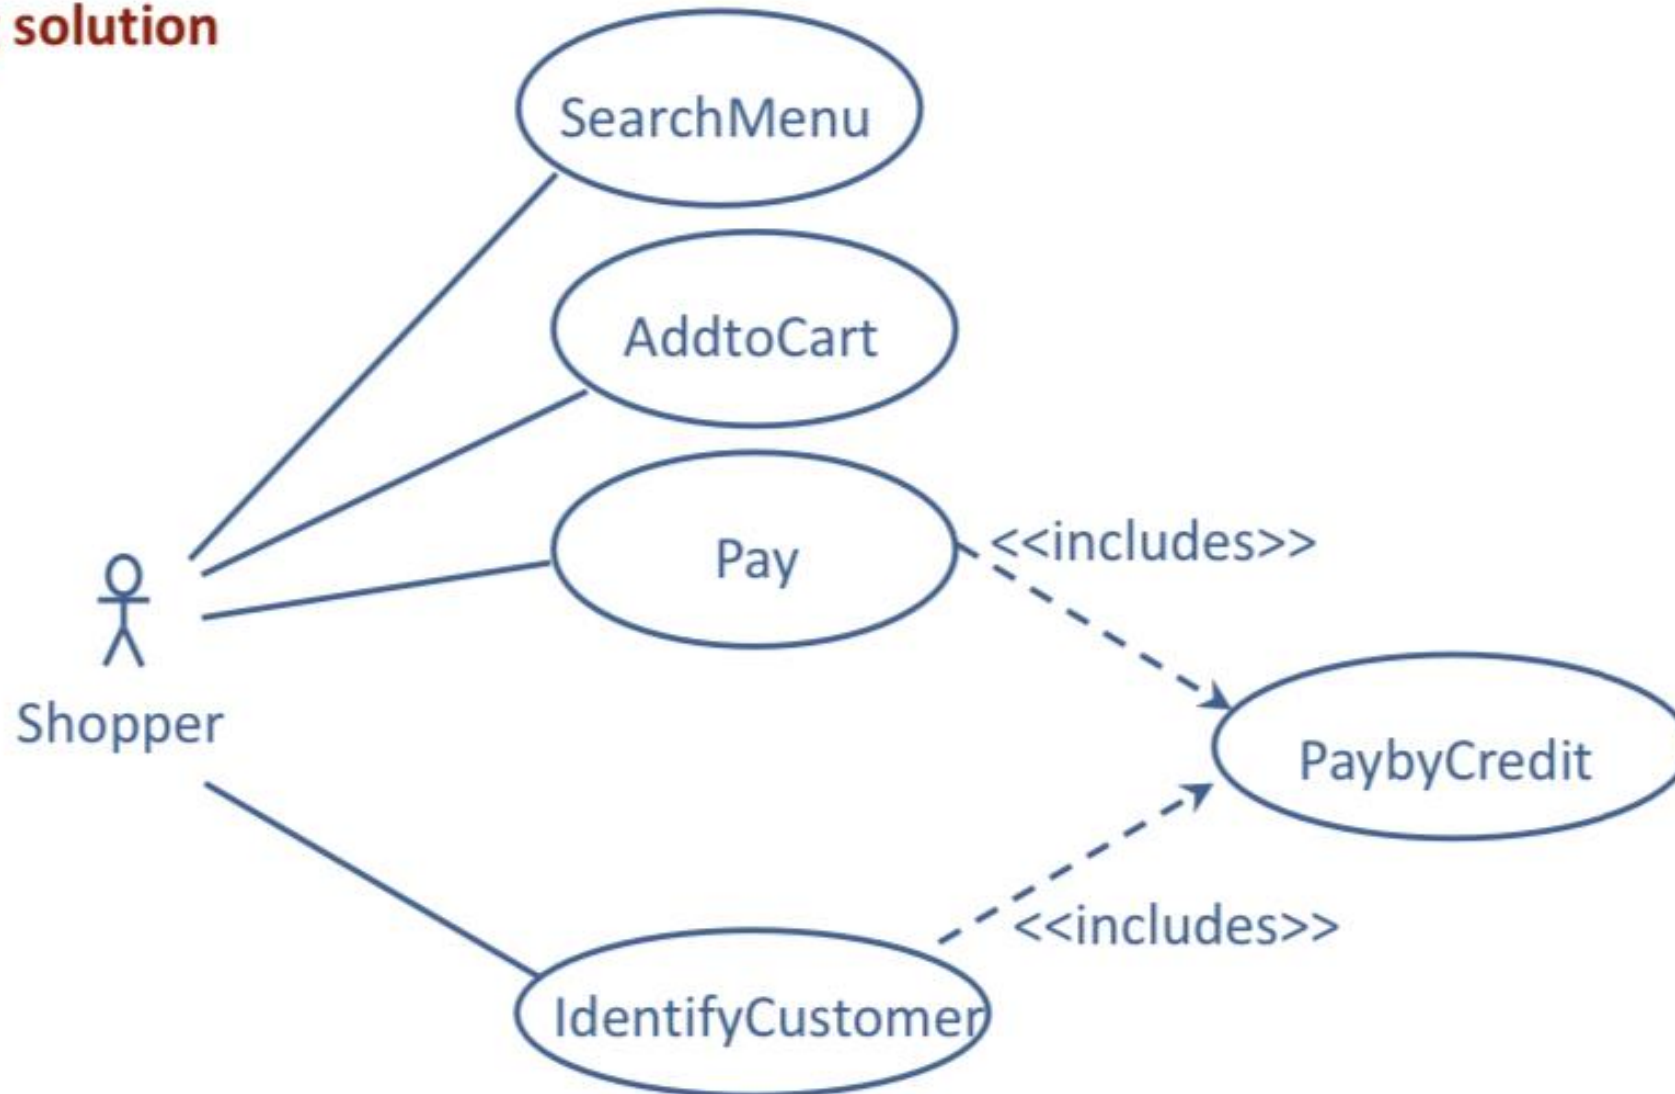 solution
SearchMenu
AddtoCart
Pay
<<includes>>
Shopper
PaybyCredit
<<includes>>
IdentifyCustomer